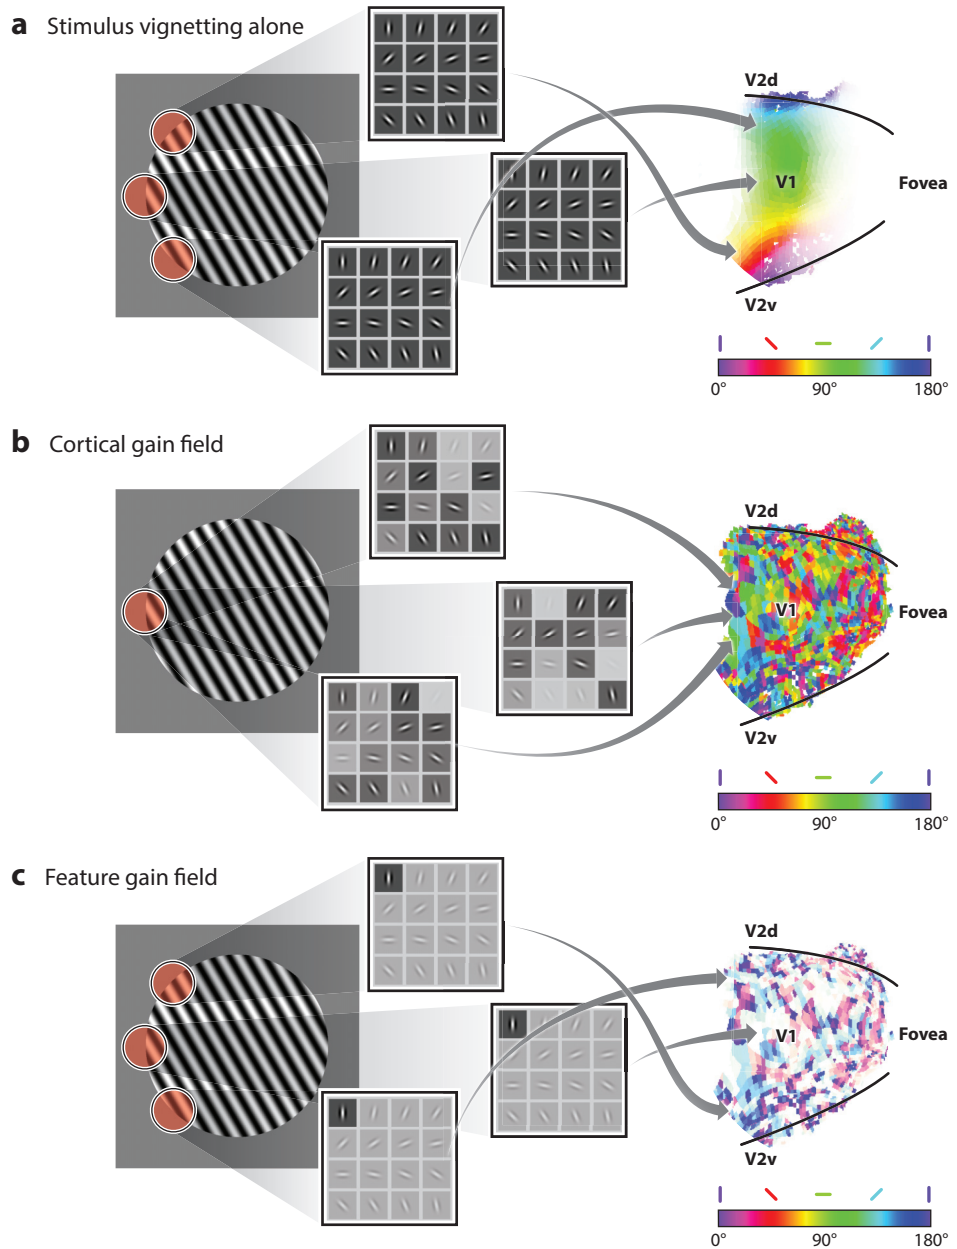 a Stimulus vignetting alone
V2d
V1
Fovea
V2v
0° 90° 180°
b Cortical gain field
V2d
V1
Fovea
V2v
0° 90° 180°
c Feature gain field
V2d
V1
Fovea
V2v
0° 90° 180°